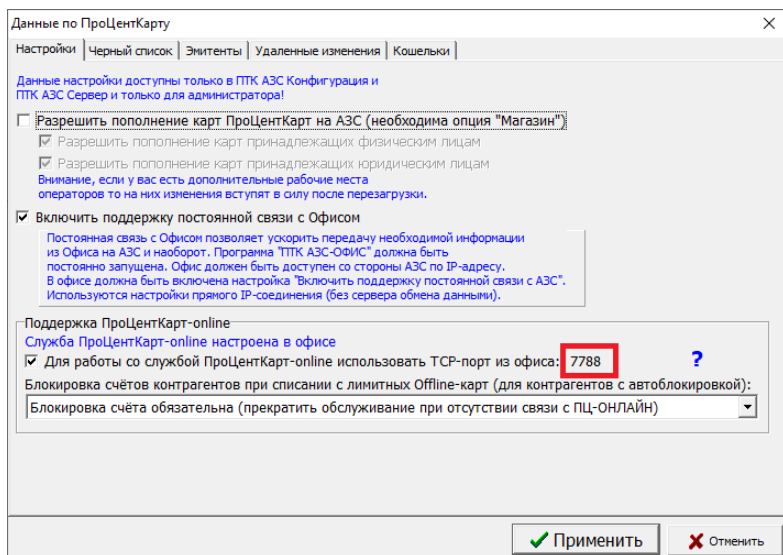 Данные по ПроЦентКарту
Настройки Черный список Эмитенты Удаленные изменения Кошельки
Данные настройки доступны только в ПТК АЗС Конфигурация и
ПТК АЗС Сервер и только для администратора!
Разрешить пополнение карт ПроЦентКарт на АЗС (необходима опция "Магазин")
Разрешить пополнение карт принадлежащих физическим лицам
Разрешить пополнение карт принадлежащих юридическим лицам
Внимание, если у вас есть дополнительные рабочие места
операторов то на них изменения вступят в силу после перезагрузки.
Включить поддержку постоянной связи с Офисом
Постоянная связь с Офисом позволяет ускорить передачу необходимой информации
из Офиса на АЗС и наоборот. Программа "ПТК АЗС-ОФИС" должна быть
постоянно запущена. Офис должен быть доступен со стороны АЗС по IP-адресу.
В офисе должна быть включена настройка "Включить поддержку постоянной связи с АЗС".
Используются настройки прямого IP-соединения (без сервера обмена данными).
Поддержка ПроЦентКарт-online
Служба ПроЦентКарт-online настроена в офисе
Для работы со службой ПроЦентКарт-online использовать TCP-порт из офиса: 7788 ?
Блокировка счётов контрагентов при списании с лимитных Offline-карт (для контрагентов с автоблокировкой):
Блокировка счёта обязательна (прекратить обслуживание при отсутствии связи с ПЦ-ОНЛАЙН)
Применить Отменить